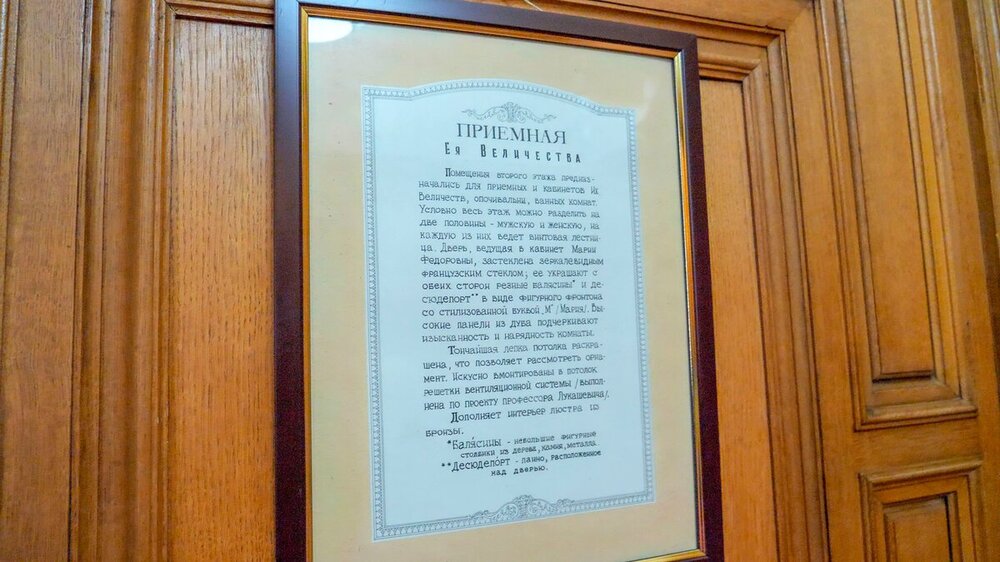 ПРИЕМНАЯ
ЕЯ ВЕЛИЧЕСТВА
Помещения второго этажа предназ-
начались для приемных и кабинетов Их
Величеств, опочивальни, ванных комнат.
Условно весь этаж можно разделить на
две половины - мужскую и женскую, на
каждую из них ведет винтовая лестни-
ца. Дверь, ведущая в кабинет Марии
Федоровны, застеклена зеркалевидным
французским стеклом; ее украшают с
обеих сторон резные балясины* и де-
сюдепорт** в виде фигурного фронтона
со стилизованной буквой „М" /Мария/. Вы-
сокие панели из дуба подчеркивают
изысканность и нарядность комнаты.
Тончайшая лепка потолка раскра-
шена, что позволяет рассмотреть орна-
мент. Искусно вмонтированы в потолок
решетки вентиляционной системы /выпол-
нена по проекту профессора Лукашевича/.
Дополняет интерьер люстра из
бронзы.
*Баля́сины - небольшие фигурные
столбики из дерева, камня, металла.
**Десюдепорт - панно, расположенное
над дверью.